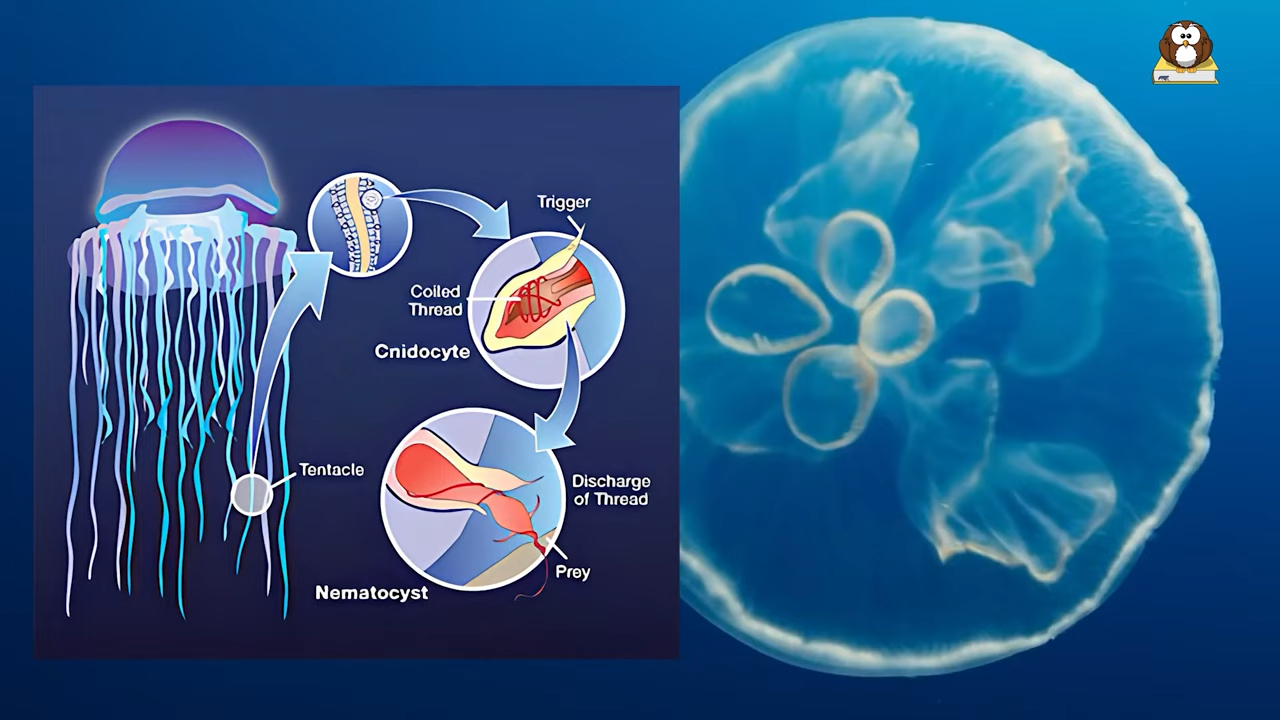 Trigger
Coiled
Thread
Cnidocyte
Tentacle
Discharge
of Thread
Prey
Nematocyst